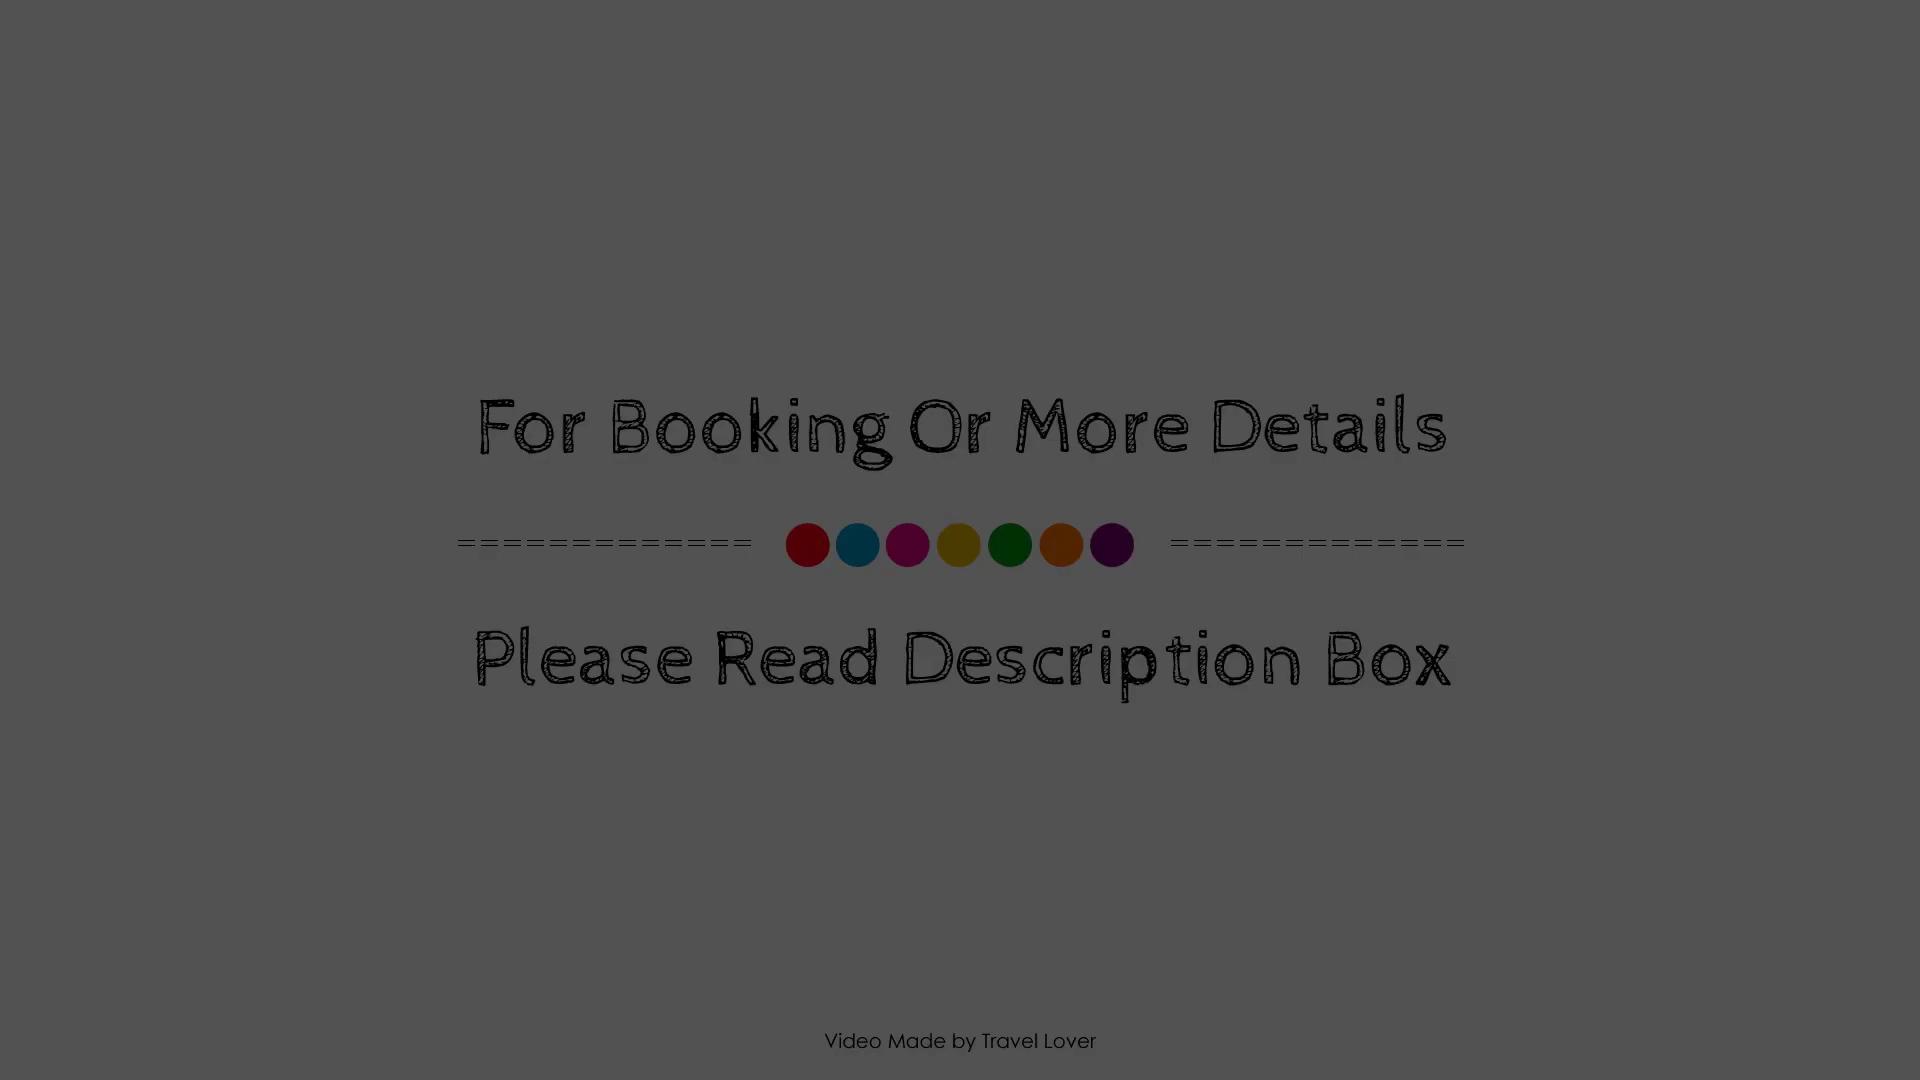 For Booking Or More Details
============= =============
Please Read Description Box
Video Made by Travel Lover